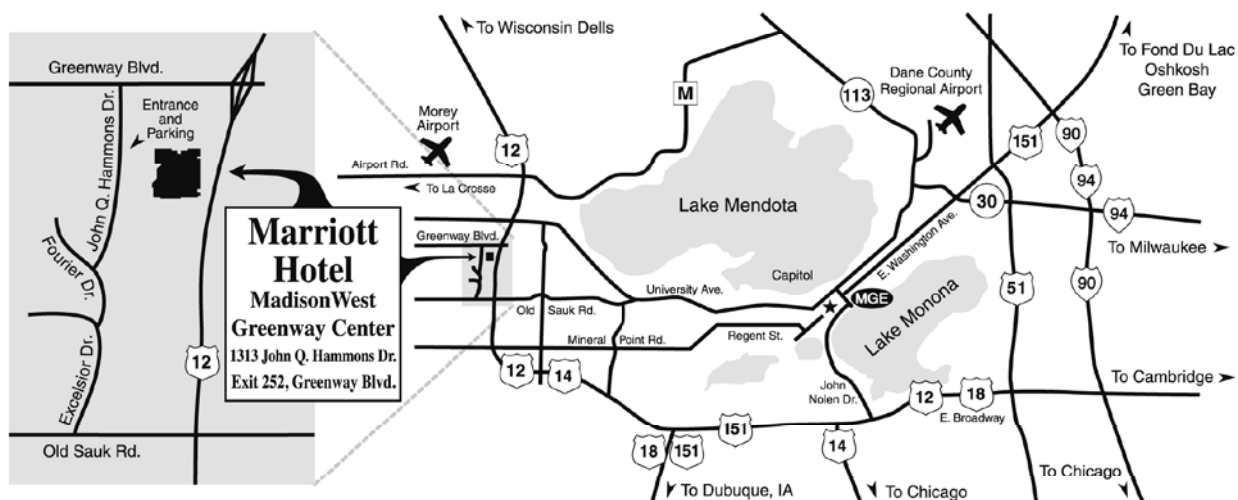 Greenway Blvd.
John Q. Hammons Dr.
Entrance
and
Parking
Fourier Dr.
Excelsior Dr.
12
Old Sauk Rd.
Marriott
Hotel
MadisonWest
Greenway Center
1313 John Q. Hammons Dr.
Exit 252, Greenway Blvd.
To Wisconsin Dells
Morey
Airport
12
Airport Rd.
To La Crosse
Greenway Blvd.
M
113
Dane County
Regional Airport
To Fond Du Lac
Oshkosh
Green Bay
151
90
94
30
94
To Milwaukee
Lake Mendota
E. Washington Ave.
Capitol
University Ave.
MGE
51
90
Old Sauk Rd.
Mineral Point Rd.
Regent St.
Lake Monona
12
14
John
Nolen Dr.
12
18
E. Broadway
To Cambridge
151
18
151
14
To Dubuque, IA
To Chicago
To Chicago